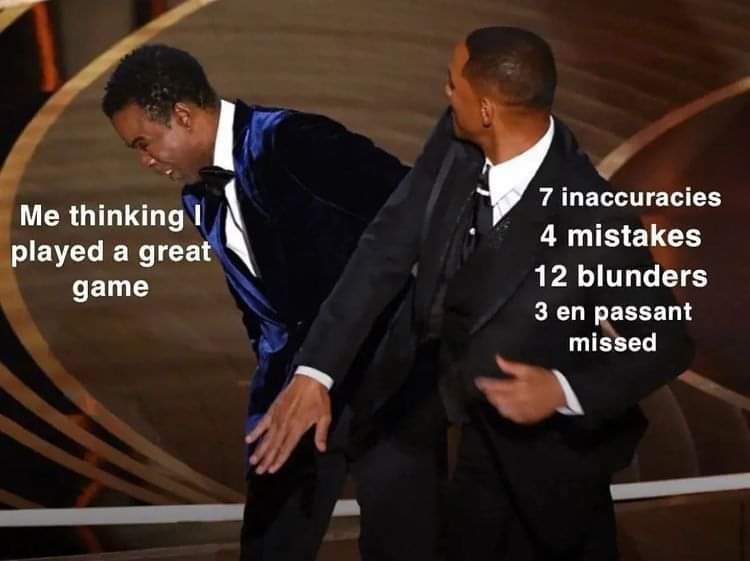 Me thinking I
played a great
game
7 inaccuracies
4 mistakes
12 blunders
3 en passant
missed